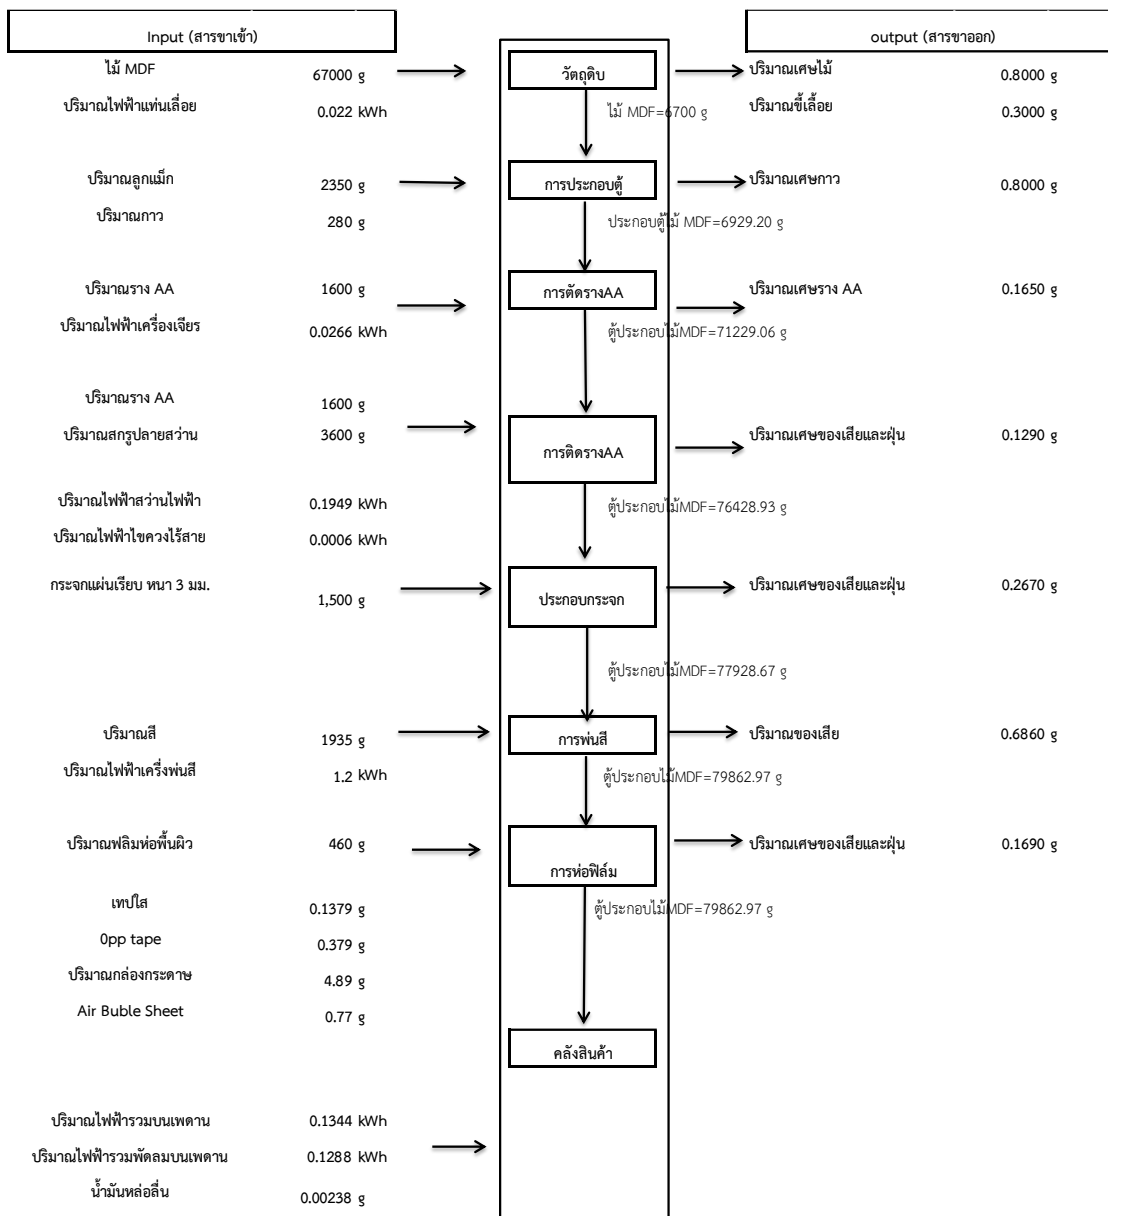 Input (สารขาเข้า)
output (สารขาออก)
ไม้ MDF 67000 g
วัตถุดิบ
ปริมาณเศษไม้ 0.8000 g
ปริมาณไฟฟ้าแท่นเลื่อย 0.022 kWh
ไม้ MDF=6700 g
ปริมาณขี้เลื้อย 0.3000 g
ปริมาณลูกแม็ก 2350 g
การประกอบตู้
ปริมาณเศษกาว 0.8000 g
ปริมาณกาว 280 g
ประกอบตู้ไม้ MDF=6929.20 g
ปริมาณราง AA 1600 g
การตัดรางAA
ปริมาณเศษราง AA 0.1650 g
ปริมาณไฟฟ้าเครื่องเจียร 0.0266 kWh
ตู้ประกอบไม้MDF=71229.06 g
ปริมาณราง AA 1600 g
ปริมาณสกรูปลายสว่าน 3600 g
การติดรางAA
ปริมาณเศษของเสียและฝุ่น 0.1290 g
ปริมาณไฟฟ้าสว่านไฟฟ้า 0.1949 kWh
ตู้ประกอบไม้MDF=76428.93 g
ปริมาณไฟฟ้าไขควงไร้สาย 0.0006 kWh
กระจกแผ่นเรียบ หนา 3 มม. 1,500 g
ประกอบกระจก
ปริมาณเศษของเสียและฝุ่น 0.2670 g
ตู้ประกอบไม้MDF=77928.67 g
ปริมาณสี 1935 g
การพ่นสี
ปริมาณของเสีย 0.6860 g
ปริมาณไฟฟ้าเครื่งพ่นสี 1.2 kWh
ตู้ประกอบไม้MDF=79862.97 g
ปริมาณฟลิมห่อพื้นผิว 460 g
การห่อฟิล์ม
ปริมาณเศษของเสียและฝุ่น 0.1690 g
เทปใส 0.1379 g
ตู้ประกอบไม้MDF=79862.97 g
0pp tape 0.379 g
ปริมาณกล่องกระดาษ 4.89 g
Air Buble Sheet 0.77 g
คลังสินค้า
ปริมาณไฟฟ้ารวมบนเพดาน 0.1344 kWh
ปริมาณไฟฟ้ารวมพัดลมบนเพดาน 0.1288 kWh
น้ำมันหล่อลื่น 0.00238 g